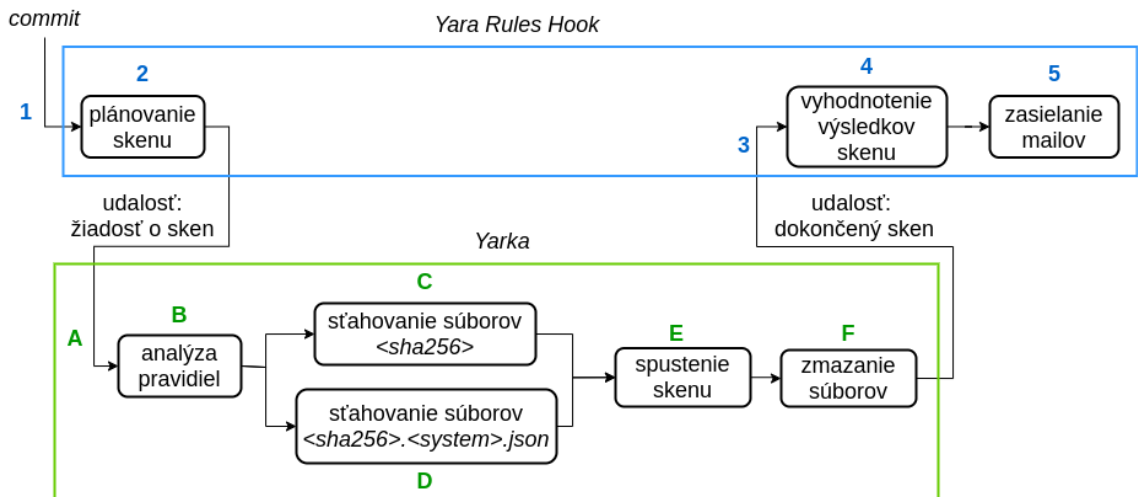 commit
Yara Rules Hook
1
2
plánovanie
skenu
3
4
vyhodnotenie
výsledkov
skenu
5
zasielanie
mailov
udalosť:
žiadosť o sken
udalosť:
dokončený sken
Yarka
A
B
analýza
pravidiel
C
sťahovanie súborov
<sha256>
sťahovanie súborov
<sha256>.<system>.json
D
E
spustenie
skenu
F
zmazanie
súborov